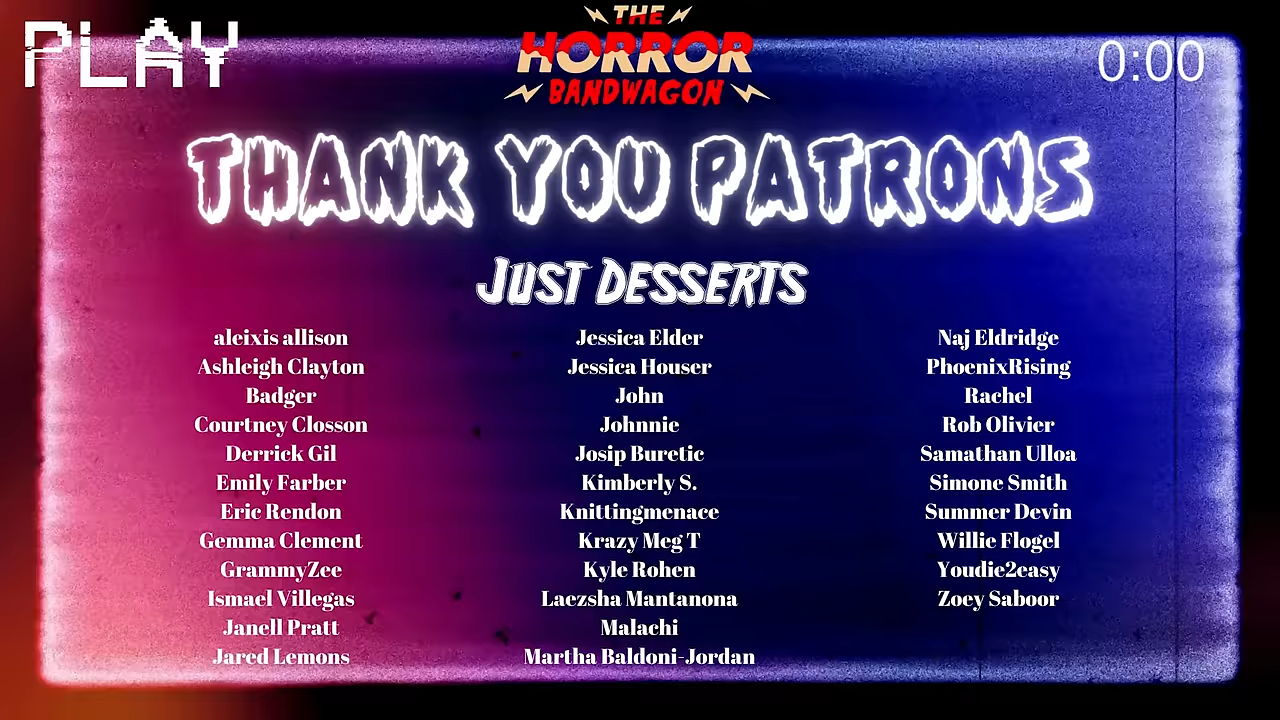 PLAY
THE
HORROR
BANDWAGON
0:00
THANK YOU PATRONS
JUST DESSERTS
aleixis allison
Ashleigh Clayton
Badger
Courtney Closson
Derrick Gil
Emily Farber
Eric Rendon
Gemma Clement
GrammyZee
Ismael Villegas
Janell Pratt
Jared Lemons
Jessica Elder
Jessica Houser
John
Johnnie
Josip Buretic
Kimberly S.
Knittingmenace
Krazy Meg T
Kyle Rohen
Laezsha Mantanona
Malachi
Martha Baldoni-Jordan
Naj Eldridge
PhoenixRising
Rachel
Rob Olivier
Samathan Ulloa
Simone Smith
Summer Devin
Willie Flogel
Youdie2easy
Zoey Saboor